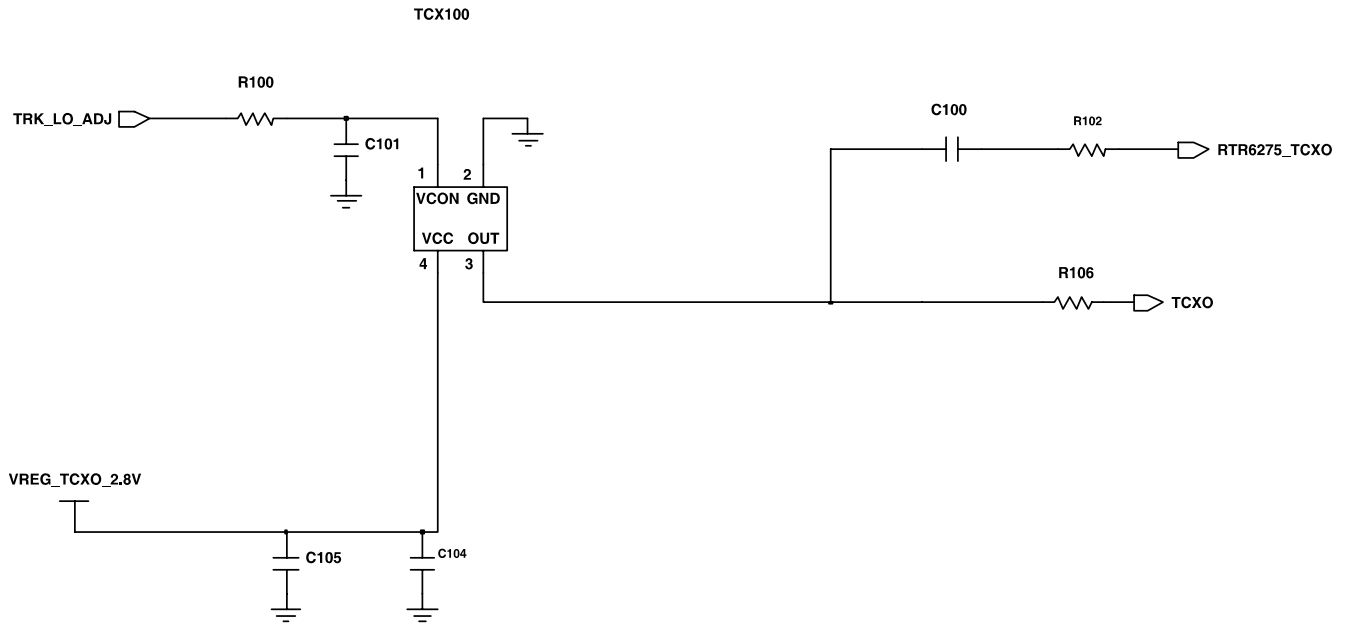 TCX100
R100
TRK_LO_ADJ
C101
1
2
VCON GND
VCC OUT
4
3
C100
R102
RTR6275_TCXO
R106
TCXO
VREG_TCXO_2.8V
C105
C104